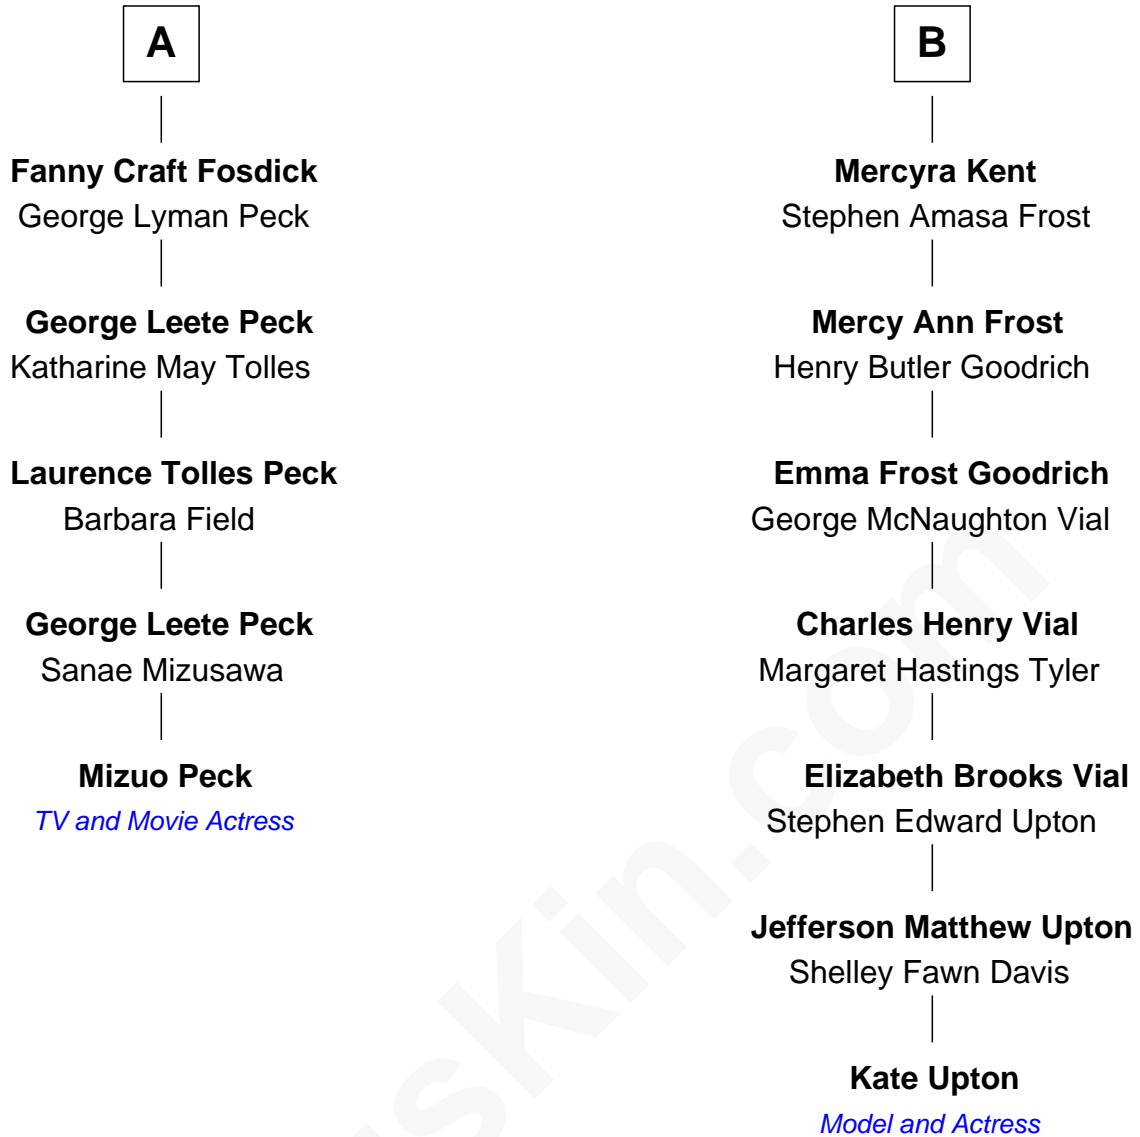 A
Fanny Craft Fosdick
George Lyman Peck
George Leete Peck
Katharine May Tolles
Laurence Tolles Peck
Barbara Field
George Leete Peck
Sanae Mizusawa
Mizuo Peck
TV and Movie Actress
B
Mercyra Kent
Stephen Amasa Frost
Mercy Ann Frost
Henry Butler Goodrich
Emma Frost Goodrich
George McNaughton Vial
Charles Henry Vial
Margaret Hastings Tyler
Elizabeth Brooks Vial
Stephen Edward Upton
Jefferson Matthew Upton
Shelley Fawn Davis
Kate Upton
Model and Actress
usKin.com